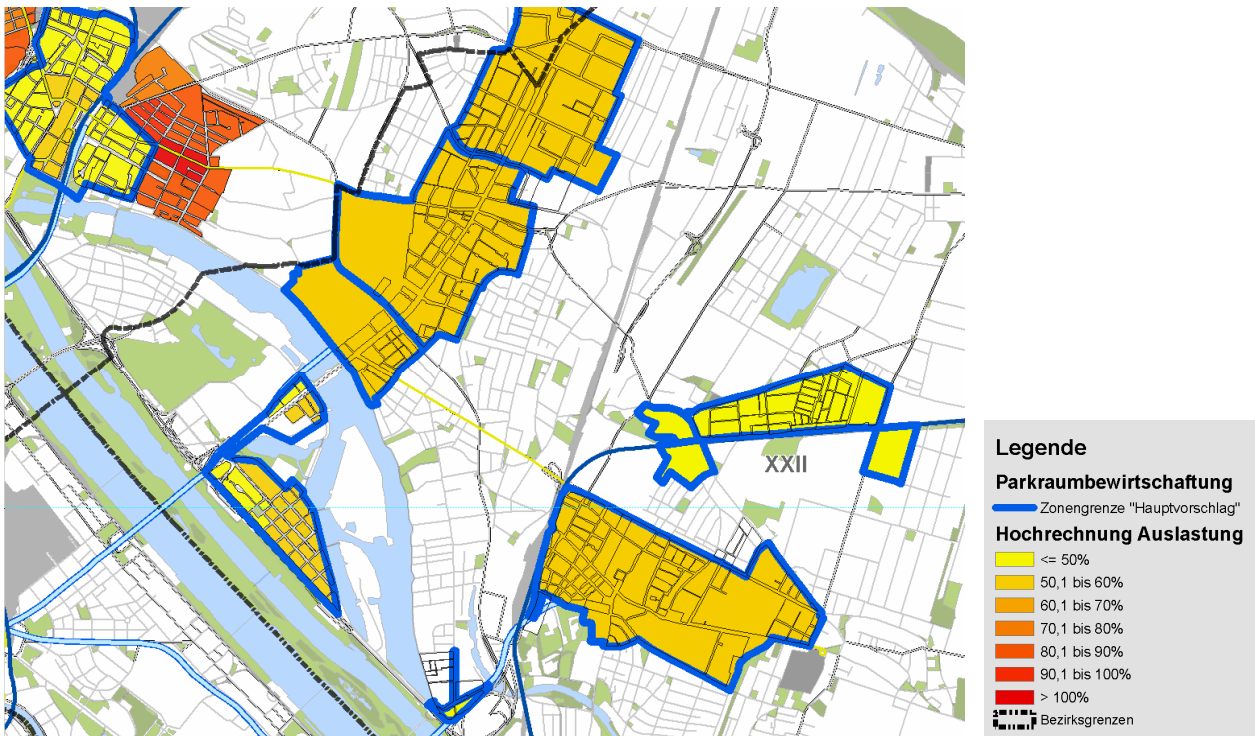 XXII
Legende
Parkraumbewirtschaftung
Zonengrenze "Hauptvorschlag"
Hochrechnung Auslastung
<= 50%
50,1 bis 60%
60,1 bis 70%
70,1 bis 80%
80,1 bis 90%
90,1 bis 100%
> 100%
Bezirksgrenzen